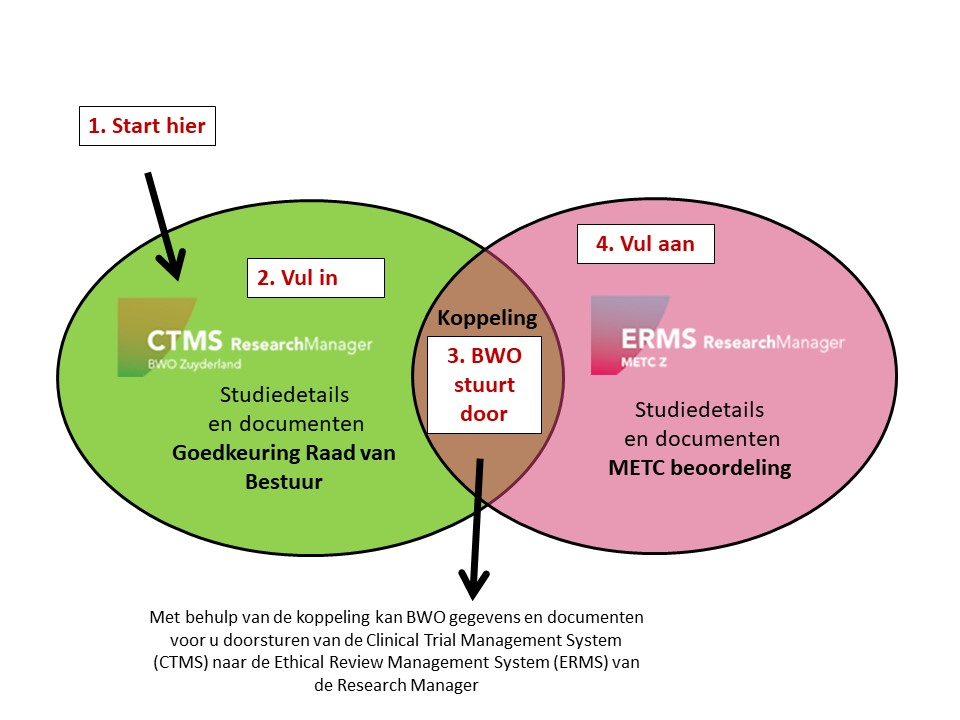 1. Start hier
2. Vul in
CTMS ResearchManager
BWO Zuyderland
Studiedetails
en documenten
Goedkeuring Raad van
Bestuur
Koppeling
3. BWO
stuurt
door
4. Vul aan
ERMS ResearchManager
METC Z
Studiedetails
en documenten
METC beoordeling
Met behulp van de koppeling kan BWO gegevens en documenten
voor u doorsturen van de Clinical Trial Management System
(CTMS) naar de Ethical Review Management System (ERMS) van
de Research Manager